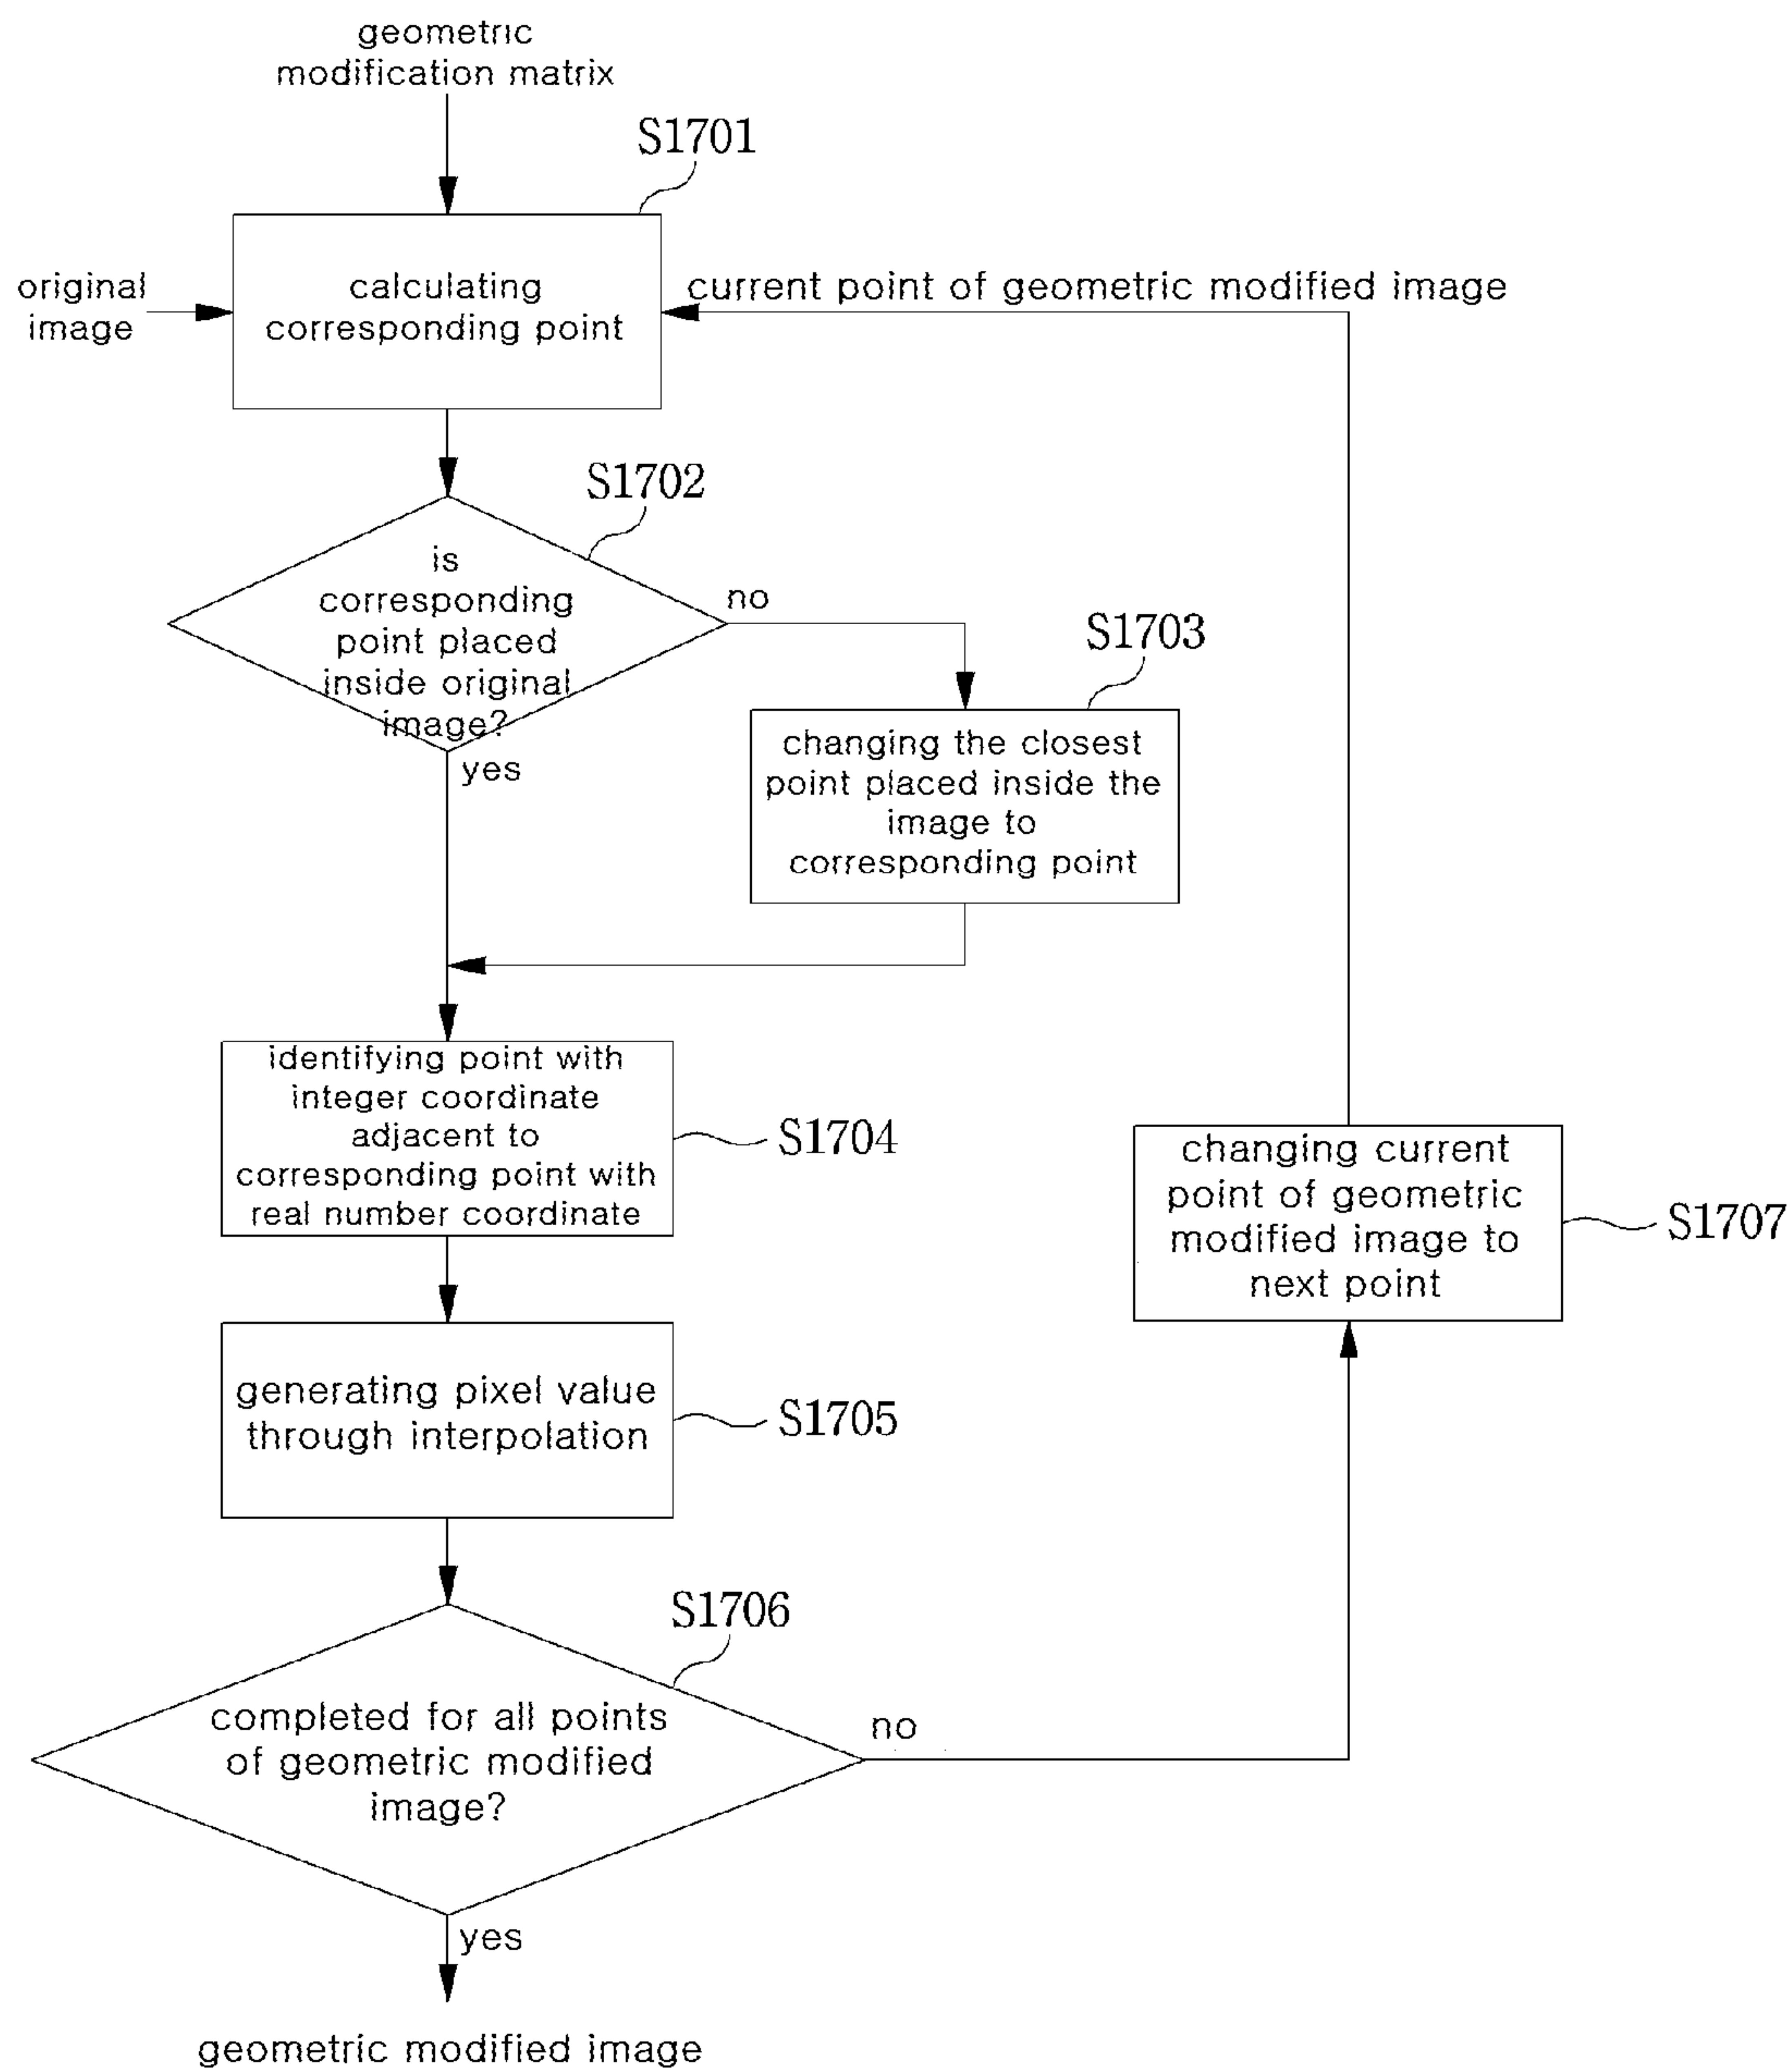 geometric
modification matrix
S1701
original
image
calculating
corresponding point
current point of geometric modified image
S1702
is
corresponding
point placed
inside original
image?
no
yes
S1703
changing the closest
point placed inside the
image to
corresponding point
identifying point with
integer coordinate
adjacent to
corresponding point with
real number coordinate
S1704
changing current
point of geometric
modified image to
next point
S1707
generating pixel value
through interpolation
S1705
S1706
completed for all points
of geometric modified
image?
no
yes
geometric modified image